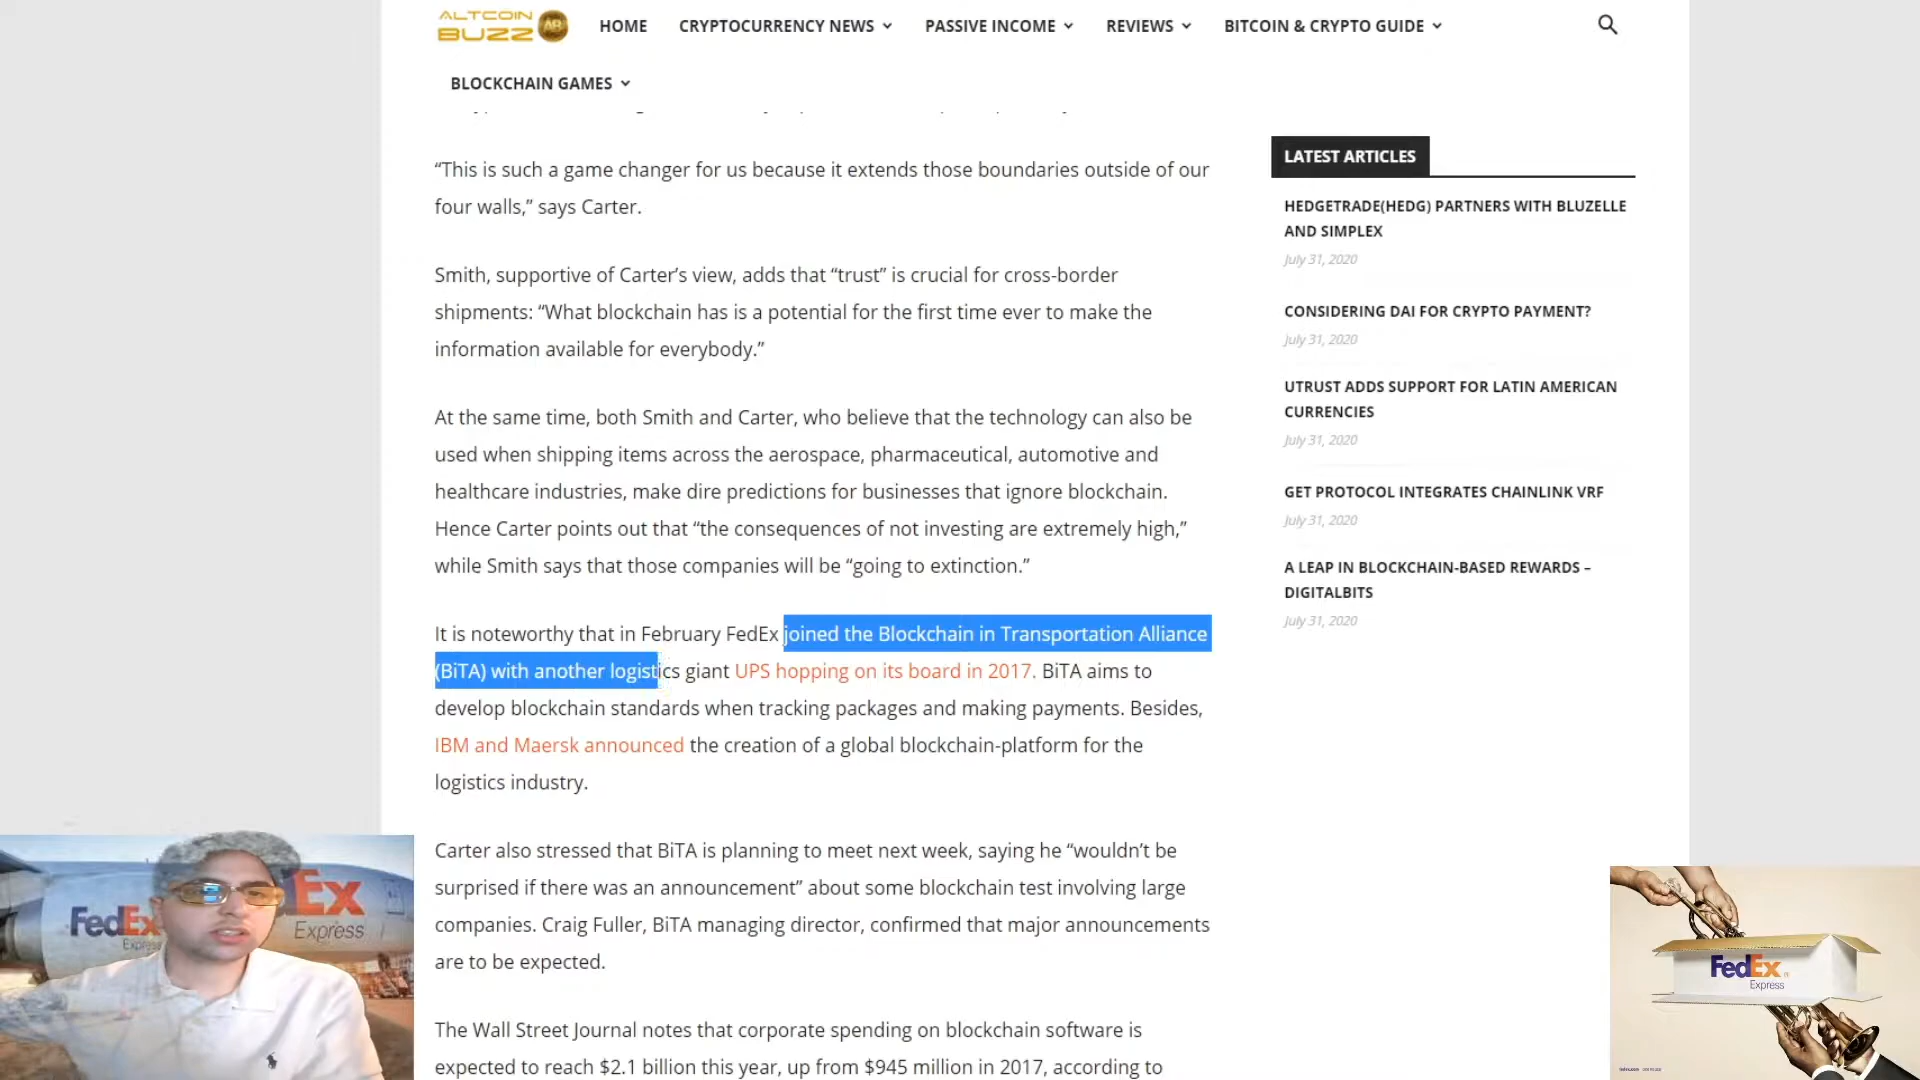 ALTCOIN
BUZZ
AB
HOME
CRYPTOCURRENCY NEWS
PASSIVE INCOME
REVIEWS
BITCOIN & CRYPTO GUIDE
BLOCKCHAIN GAMES
“This is such a game changer for us because it extends those boundaries outside of our
four walls,” says Carter.
Smith, supportive of Carter’s view, adds that “trust” is crucial for cross-border
shipments: “What blockchain has is a potential for the first time ever to make the
information available for everybody.”
At the same time, both Smith and Carter, who believe that the technology can also be
used when shipping items across the aerospace, pharmaceutical, automotive and
healthcare industries, make dire predictions for businesses that ignore blockchain.
Hence Carter points out that “the consequences of not investing are extremely high,”
while Smith says that those companies will be “going to extinction.”
It is noteworthy that in February FedEx joined the Blockchain in Transportation Alliance
(BiTA) with another logistics giant UPS hopping on its board in 2017. BiTA aims to
develop blockchain standards when tracking packages and making payments. Besides,
IBM and Maersk announced the creation of a global blockchain-platform for the
logistics industry.
Carter also stressed that BiTA is planning to meet next week, saying he “wouldn’t be
surprised if there was an announcement” about some blockchain test involving large
companies. Craig Fuller, BiTA managing director, confirmed that major announcements
are to be expected.
The Wall Street Journal notes that corporate spending on blockchain software is
expected to reach $2.1 billion this year, up from $945 million in 2017, according to
LATEST ARTICLES
HEDGETRADE(HEDG) PARTNERS WITH BLUZELLE
AND SIMPLEX
July 31, 2020
CONSIDERING DAI FOR CRYPTO PAYMENT?
July 31, 2020
UTRUST ADDS SUPPORT FOR LATIN AMERICAN
CURRENCIES
July 31, 2020
GET PROTOCOL INTEGRATES CHAINLINK VRF
July 31, 2020
A LEAP IN BLOCKCHAIN-BASED REWARDS –
DIGITALBITS
July 31, 2020
FedEx
Express
Ex
Express
FedEx
Express